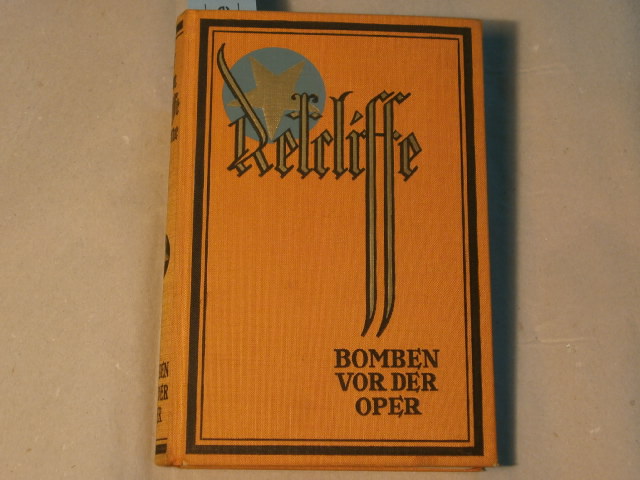 Retcliffe
BOMBEN
VOR DER
OPER